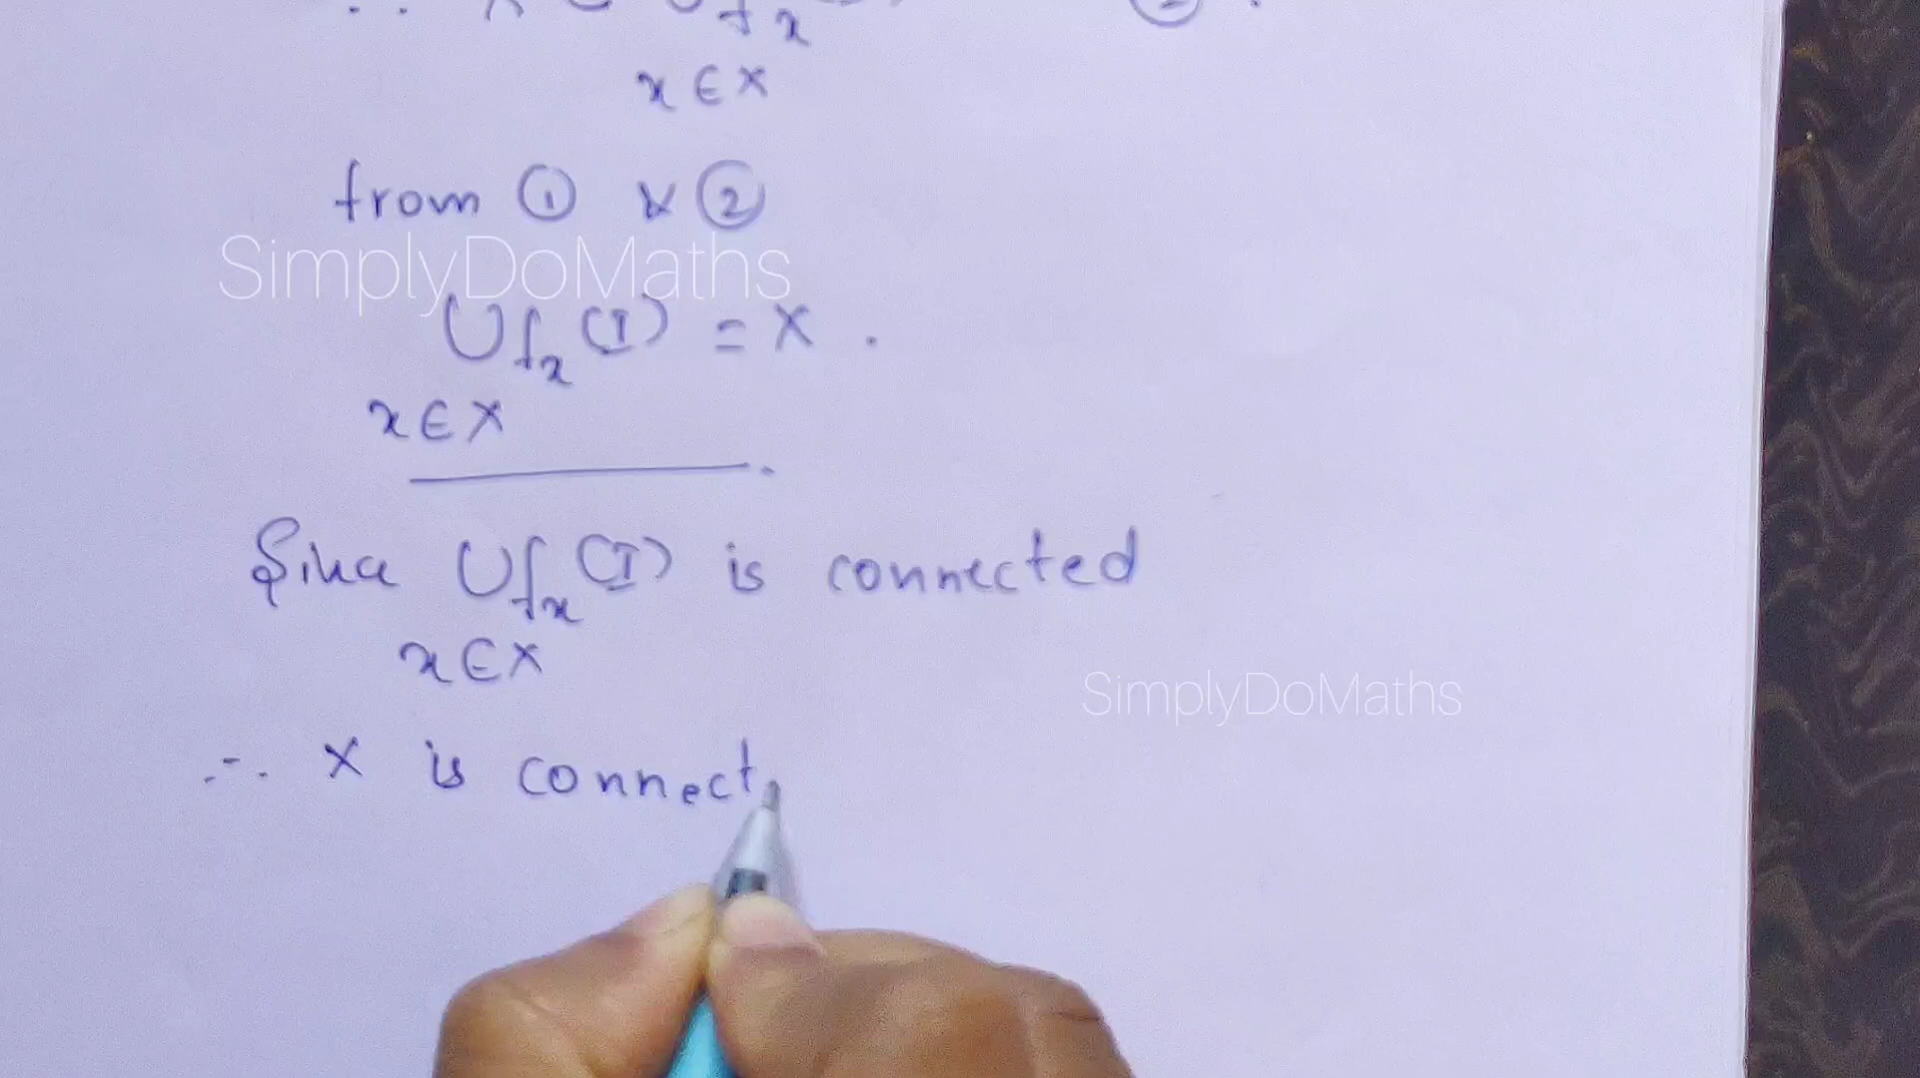 x ∈ X
from ① & ②
SimplyDoMaths
∪ f_x (I) = X .
x ∈ X
Since ∪ f_x (I) is connected
x ∈ X
SimplyDoMaths
∴ X is connect